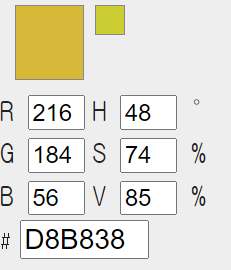 R 216 H 48 °
G 184 S 74 %
B 56 V 85 %
# D8B838